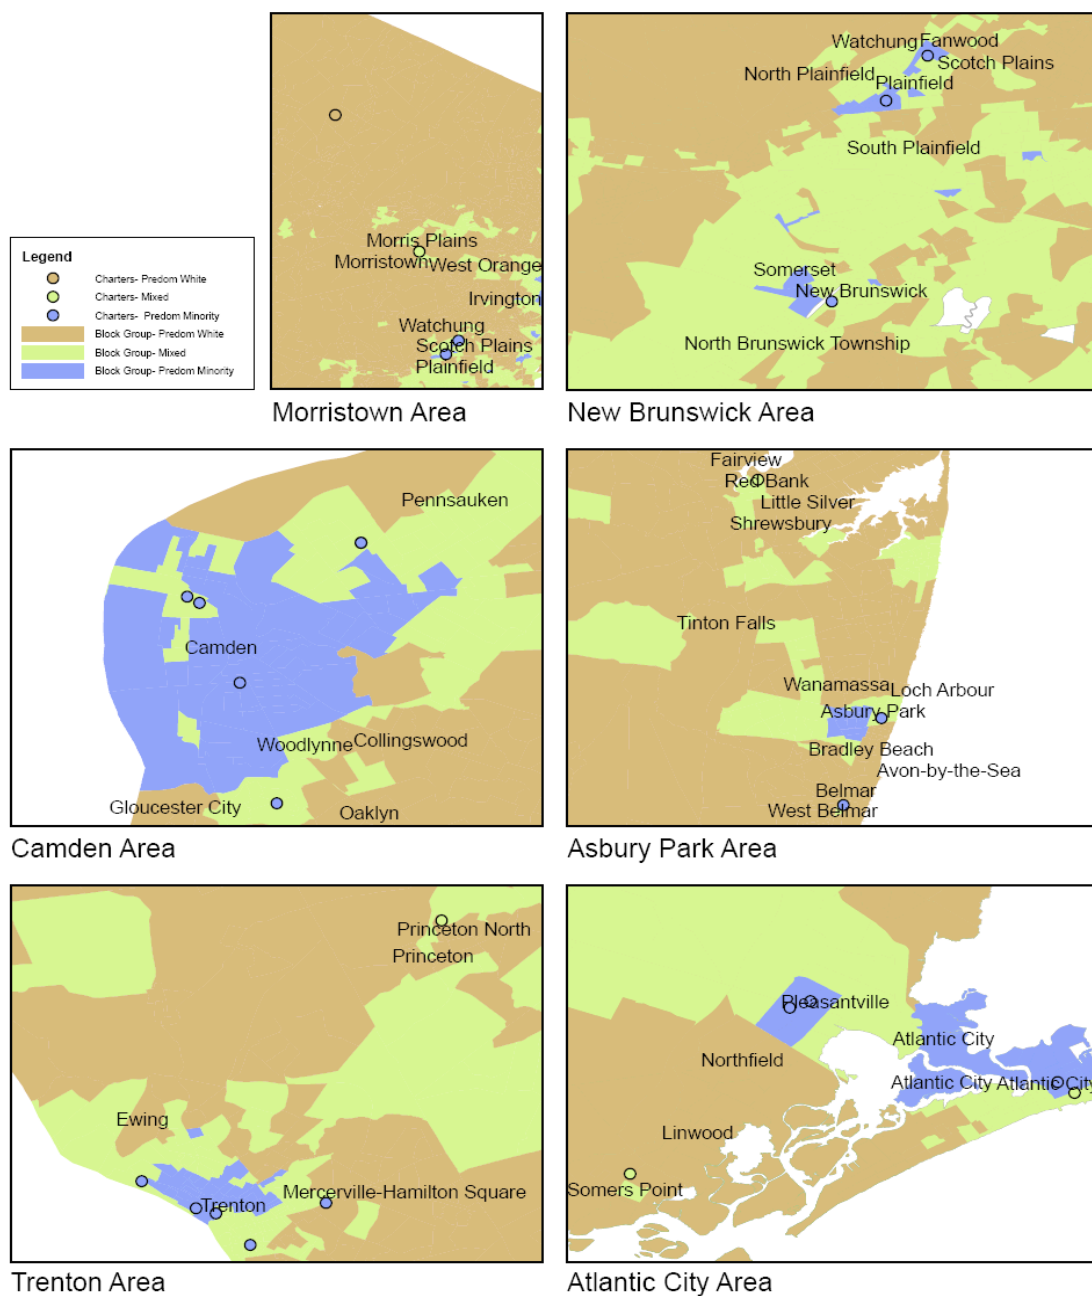 Legend
Charters- Predom White
Charters- Mixed
Charters- Predom Minority
Block Group- Predom White
Block Group- Mixed
Block Group- Predom Minority
Morris Plains
Morristown
West Orange
Irvington
Watchung
Scotch Plains
Plainfield
Morristown Area
Watchung
Fanwood
Scotch Plains
North Plainfield
Plainfield
South Plainfield
Somerset
New Brunswick
North Brunswick Township
New Brunswick Area
Pennsauken
Camden
Woodlynne
Collingswood
Gloucester City
Oaklyn
Camden Area
Fairview
Red Bank
Little Silver
Shrewsbury
Tinton Falls
Wanamassa
Loch Arbour
Asbury Park
Bradley Beach
Avon-by-the-Sea
Belmar
West Belmar
Asbury Park Area
Princeton North
Princeton
Ewing
Mercerville-Hamilton Square
Trenton
Trenton Area
Pleasantville
Atlantic City
Northfield
Atlantic City
Atlantic City
Linwood
Somers Point
Atlantic City Area